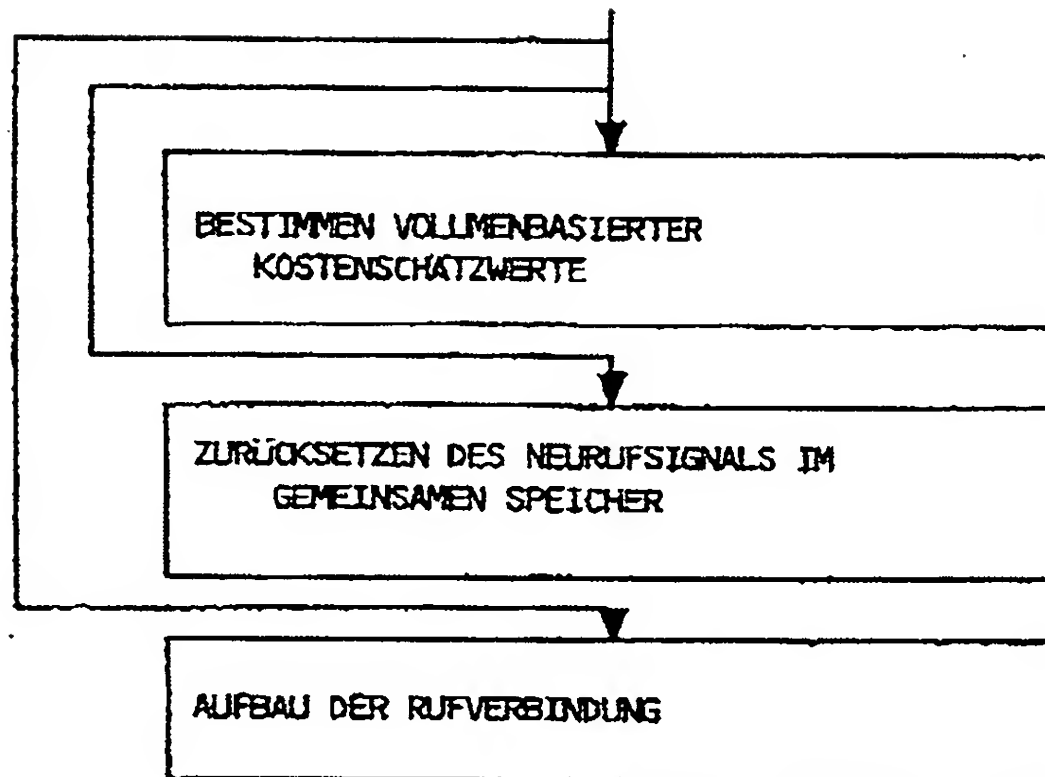 BESTIMMEN VOLUMENBASIERTER
KOSTENSCHÄTZWERTE
ZURÜCKSETZEN DES NEURUFSIGNALS IM
GEMEINSAMEN SPEICHER
AUFBAU DER RUFVERBINDUNG